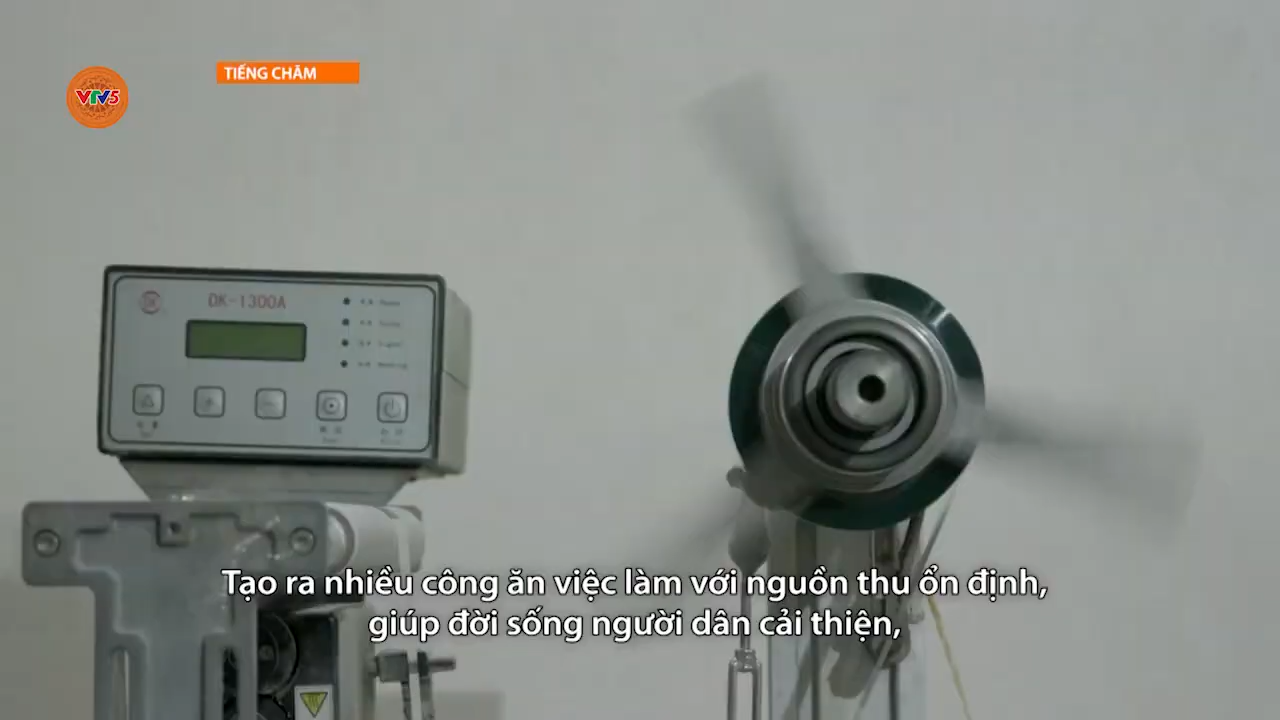 TIẾNG CHĂM
VTV5
DK-1300A
Tạo ra nhiều công ăn việc làm với nguồn thu ổn định,
giúp đời sống người dân cải thiện,